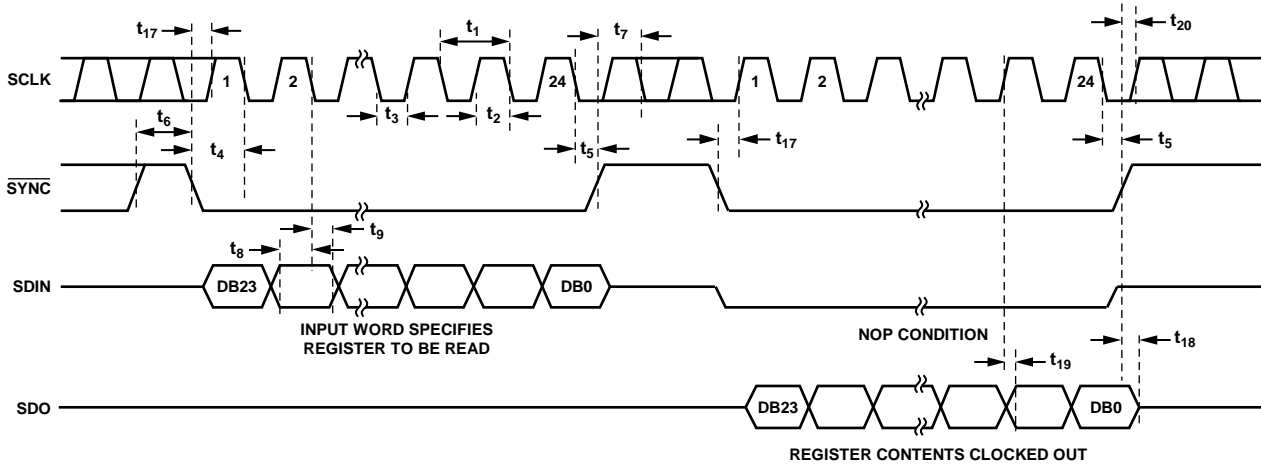 t17
t1
t7
t20
SCLK
1
2
24
1
2
24
t3
t2
t6
t4
t5
t17
t5
SYNC
t9
t8
SDIN
DB23
DB0
INPUT WORD SPECIFIES
REGISTER TO BE READ
NOP CONDITION
t18
t19
SDO
DB23
DB0
REGISTER CONTENTS CLOCKED OUT